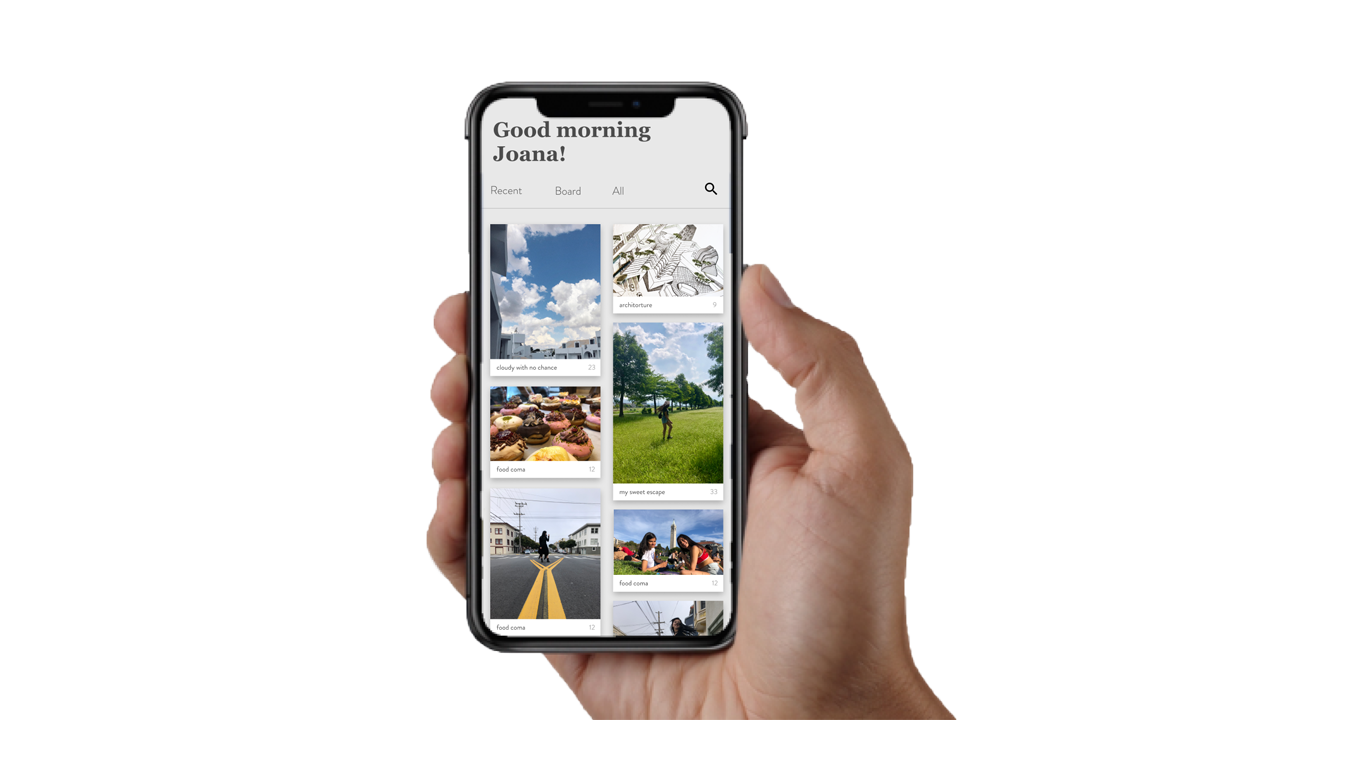 Good morning
Joana!
Recent Board All
cloudy with no chance 23
food coma 12
food coma 12
architorture 9
my sweet escape 33
food coma 12